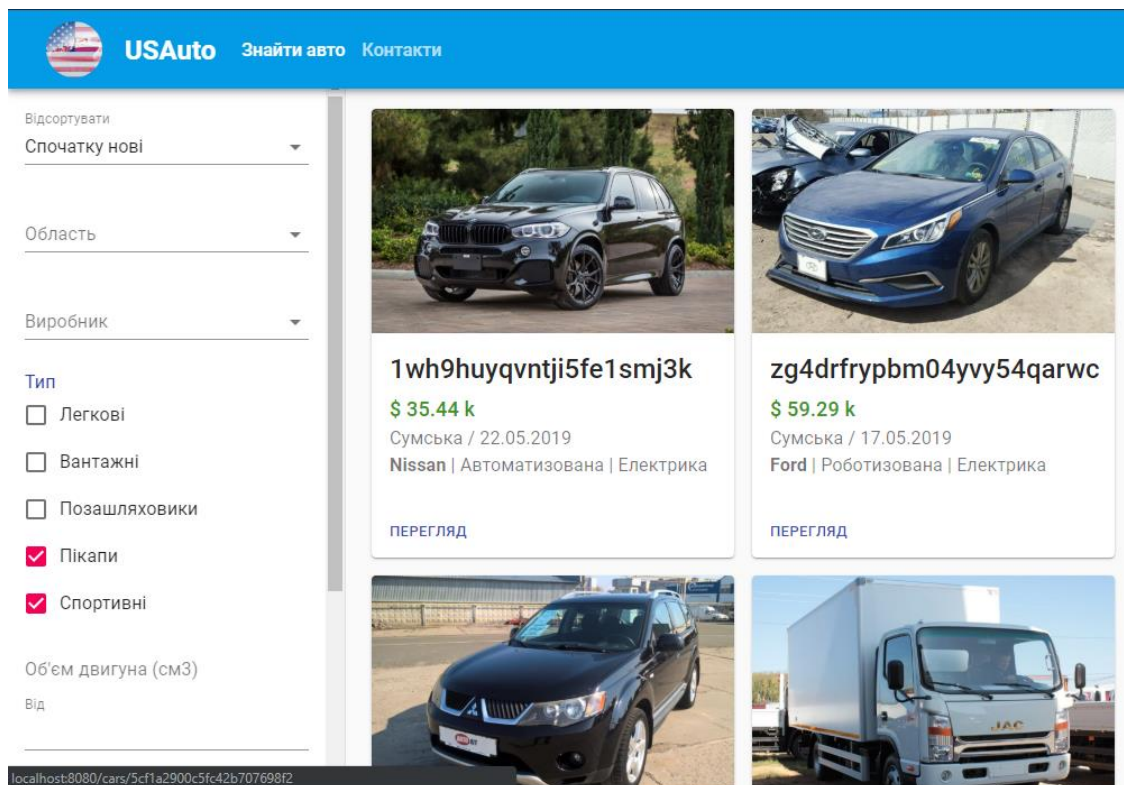 USAuto Знайти авто Контакти
Відсортувати
Спочатку нові
Область
Виробник
Тип
Легкові
Вантажні
Позашляховики
Пікапи
Спортивні
Об'єм двигуна (см3)
Від
1wh9huyqvntji5fe1smj3k
$ 35.44 k
Сумська / 22.05.2019
Nissan | Автоматизована | Електрика
ПЕРЕГЛЯД
zg4drfrypbm04yvy54qarwc
$ 59.29 k
Сумська / 17.05.2019
Ford | Роботизована | Електрика
ПЕРЕГЛЯД
JAC
localhost:8080/cars/5cf1a2900c5fc42b707698f2